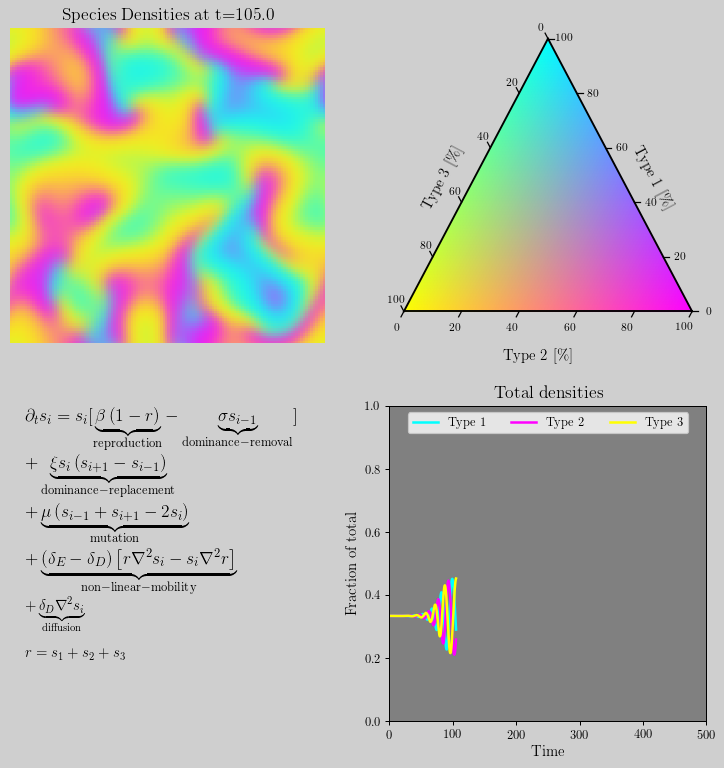 Species Densities at t=105.0
0
100
20
80
40
60
60
40
80
20
100
0
Type 3 [%]
Type 1 [%]
0 20 40 60 80 100
Type 2 [%]
∂ₜsᵢ = sᵢ[β (1 − r) − σsᵢ₋₁ ]
reproduction dominance−removal
+ ξsᵢ (sᵢ₊₁ − sᵢ₋₁)
dominance−replacement
+ μ (sᵢ₋₁ + sᵢ₊₁ − 2sᵢ)
mutation
+ (δ_E − δ_D) [r∇²sᵢ − sᵢ∇²r]
non−linear−mobility
+ δ_D∇²sᵢ
diffusion
r = s₁ + s₂ + s₃
Total densities
Type 1 Type 2 Type 3
1.0
0.8
0.6
0.4
0.2
0.0
Fraction of total
0 100 200 300 400 500
Time